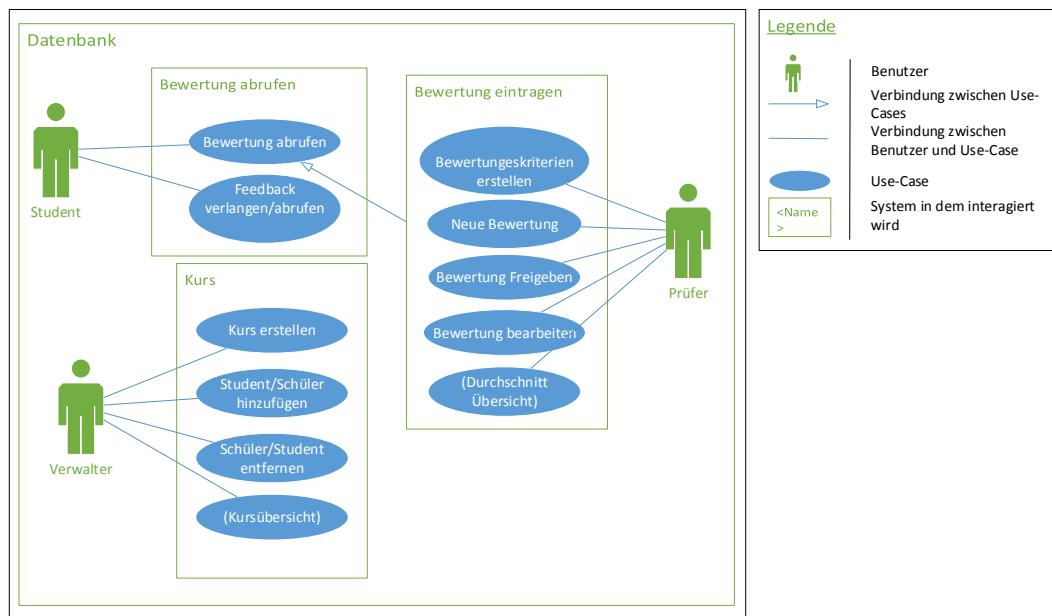 Datenbank
Bewertung abrufen
Bewertung abrufen
Feedback
verlangen/abrufen
Student
Bewertung eintragen
Bewertungeskriterien
erstellen
Neue Bewertung
Bewertung Freigeben
Bewertung bearbeiten
(Durchschnitt
Übersicht)
Prüfer
Kurs
Kurs erstellen
Student/Schüler
hinzufügen
Schüler/Student
entfernen
(Kursübersicht)
Verwalter
Legende
Benutzer
Verbindung zwischen Use-
Cases
Verbindung zwischen
Benutzer und Use-Case
Use-Case
<Name
>
System in dem interagiert
wird